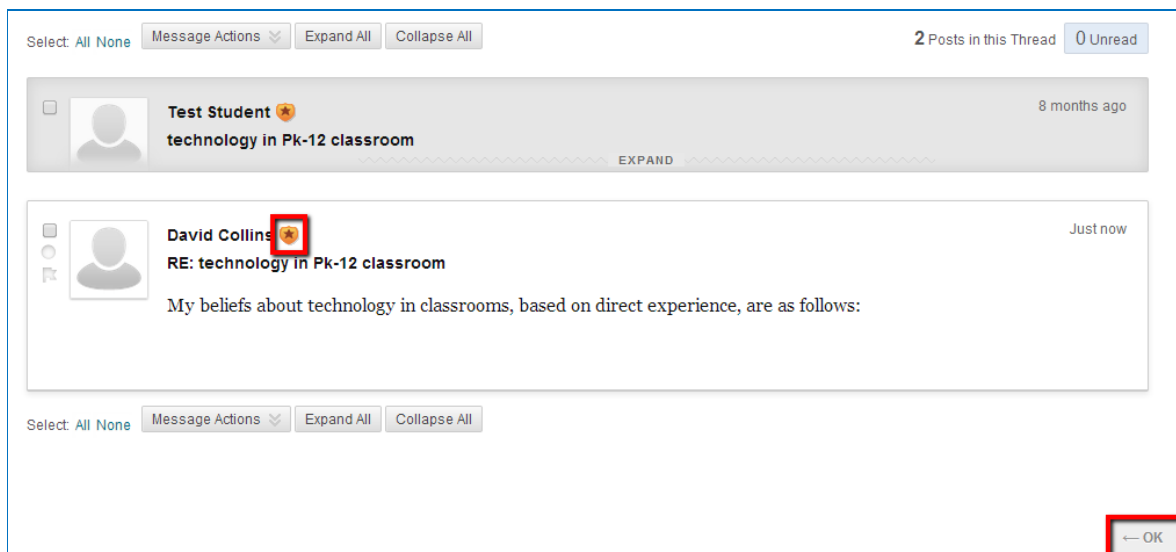 Select: All None Message Actions Expand All Collapse All 2 Posts in this Thread 0 Unread
Test Student 8 months ago
technology in Pk-12 classroom
EXPAND
David Collins Just now
RE: technology in Pk-12 classroom
My beliefs about technology in classrooms, based on direct experience, are as follows:
Select: All None Message Actions Expand All Collapse All
← OK